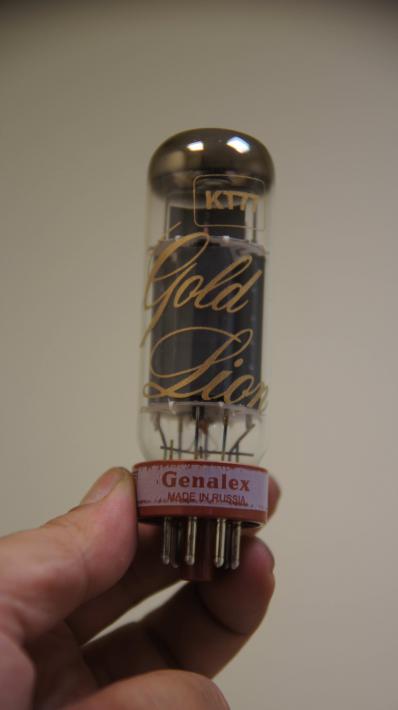 KT77
Gold
Lion
Genalex
MADE IN RUSSIA